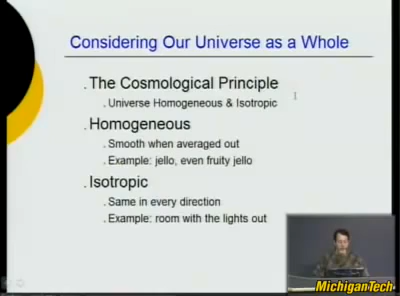 Considering Our Universe as a Whole
. The Cosmological Principle
. Universe Homogeneous & Isotropic
. Homogeneous
. Smooth when averaged out
. Example: jello, even fruity jello
. Isotropic
. Same in every direction
. Example: room with the lights out
MichiganTech